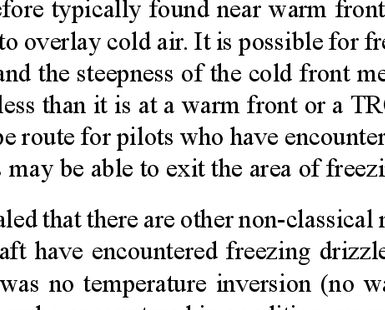 efore typically found near warm front
to overlay cold air. It is possible for fre
and the steepness of the cold front me
less than it is at a warm front or a TRO
pe route for pilots who have encounter
s may be able to exit the area of freezi
aled that there are other non-classical
aft have encountered freezing drizzle
was no temperature inversion (no wa